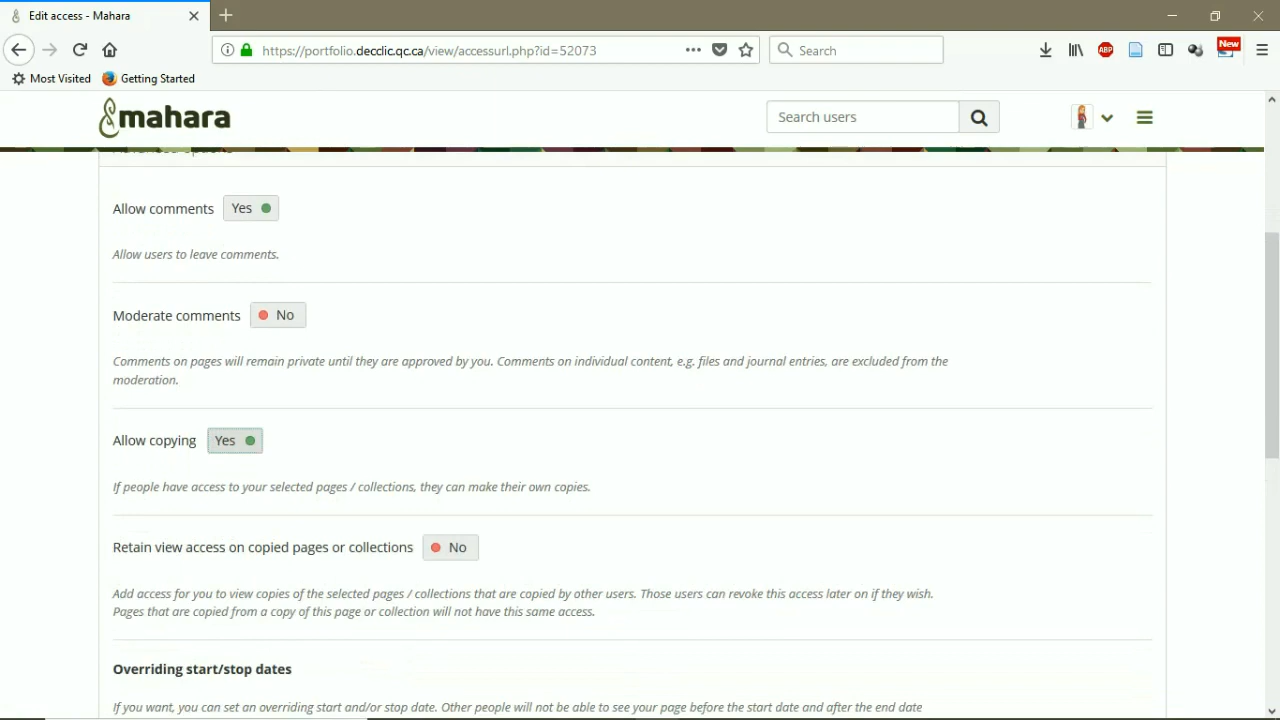 Edit access - Mahara
https://portfolio.decclic.qc.ca/view/accessurl.php?id=52073
Search
ABP
New
Most Visited
Getting Started
mahara
Search users
Advanced options
Allow comments Yes
Allow users to leave comments.
Moderate comments No
Comments on pages will remain private until they are approved by you. Comments on individual content, e.g. files and journal entries, are excluded from the
moderation.
Allow copying Yes
If people have access to your selected pages / collections, they can make their own copies.
Retain view access on copied pages or collections No
Add access for you to view copies of the selected pages / collections that are copied by other users. Those users can revoke this access later on if they wish.
Pages that are copied from a copy of this page or collection will not have this same access.
Overriding start/stop dates
If you want, you can set an overriding start and/or stop date. Other people will not be able to see your page before the start date and after the end date